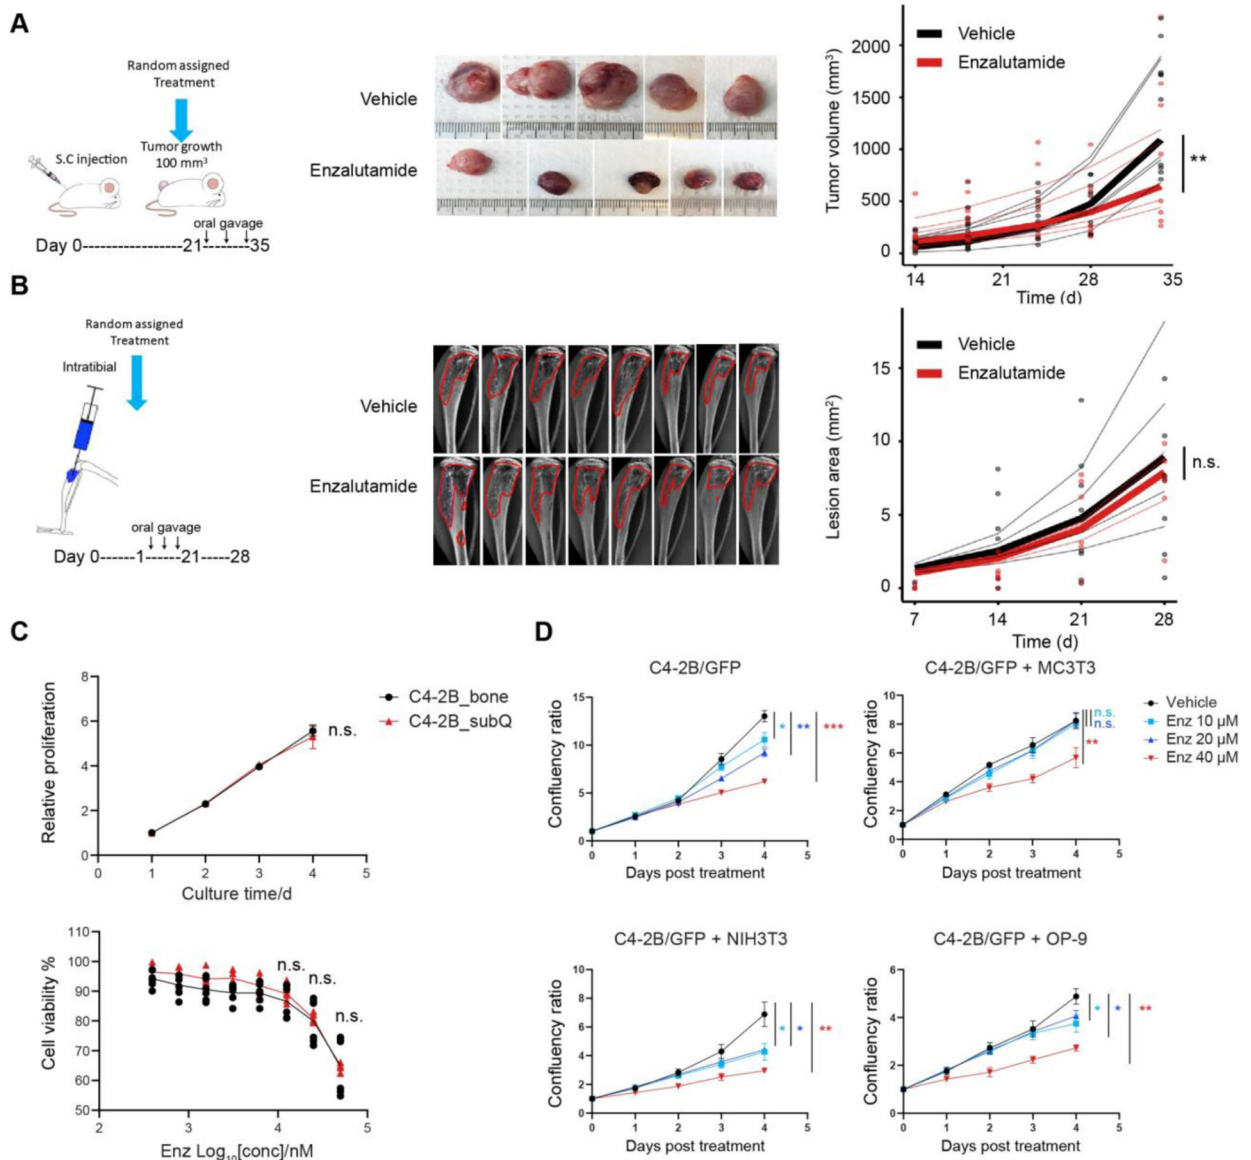 A
Random assigned
Treatment
S.C injection
Tumor growth
100 mm³
oral gavage
Day 0-----------------21---------35
Vehicle
Enzalutamide
Vehicle
Enzalutamide
Tumor volume (mm³)
2000
1500
1000
500
0
**
14 21 28 35
Time (d)
B
Random assigned
Treatment
Intratibial
oral gavage
Day 0------1------21-----28
Vehicle
Enzalutamide
Vehicle
Enzalutamide
Lesion area (mm²)
15
10
5
0
n.s.
7 14 21 28
Time (d)
C
Relative proliferation
8
6
4
2
0
C4-2B_bone
C4-2B_subQ
n.s.
0 1 2 3 4 5
Culture time/d
Cell viability %
110
100
90
80
70
60
50
n.s.
n.s.
n.s.
2 3 4 5
Enz Log₁₀[conc]/nM
D
C4-2B/GFP
Confluency ratio
15
10
5
0
* ** ***
0 1 2 3 4 5
Days post treatment
C4-2B/GFP + MC3T3
Confluency ratio
10
8
6
4
2
0
n.s.
n.s.
**
0 1 2 3 4 5
Days post treatment
Vehicle
Enz 10 µM
Enz 20 µM
Enz 40 µM
C4-2B/GFP + NIH3T3
Confluency ratio
10
8
6
4
2
0
* * **
0 1 2 3 4 5
Days post treatment
C4-2B/GFP + OP-9
Confluency ratio
6
4
2
0
* * **
0 1 2 3 4 5
Days post treatment